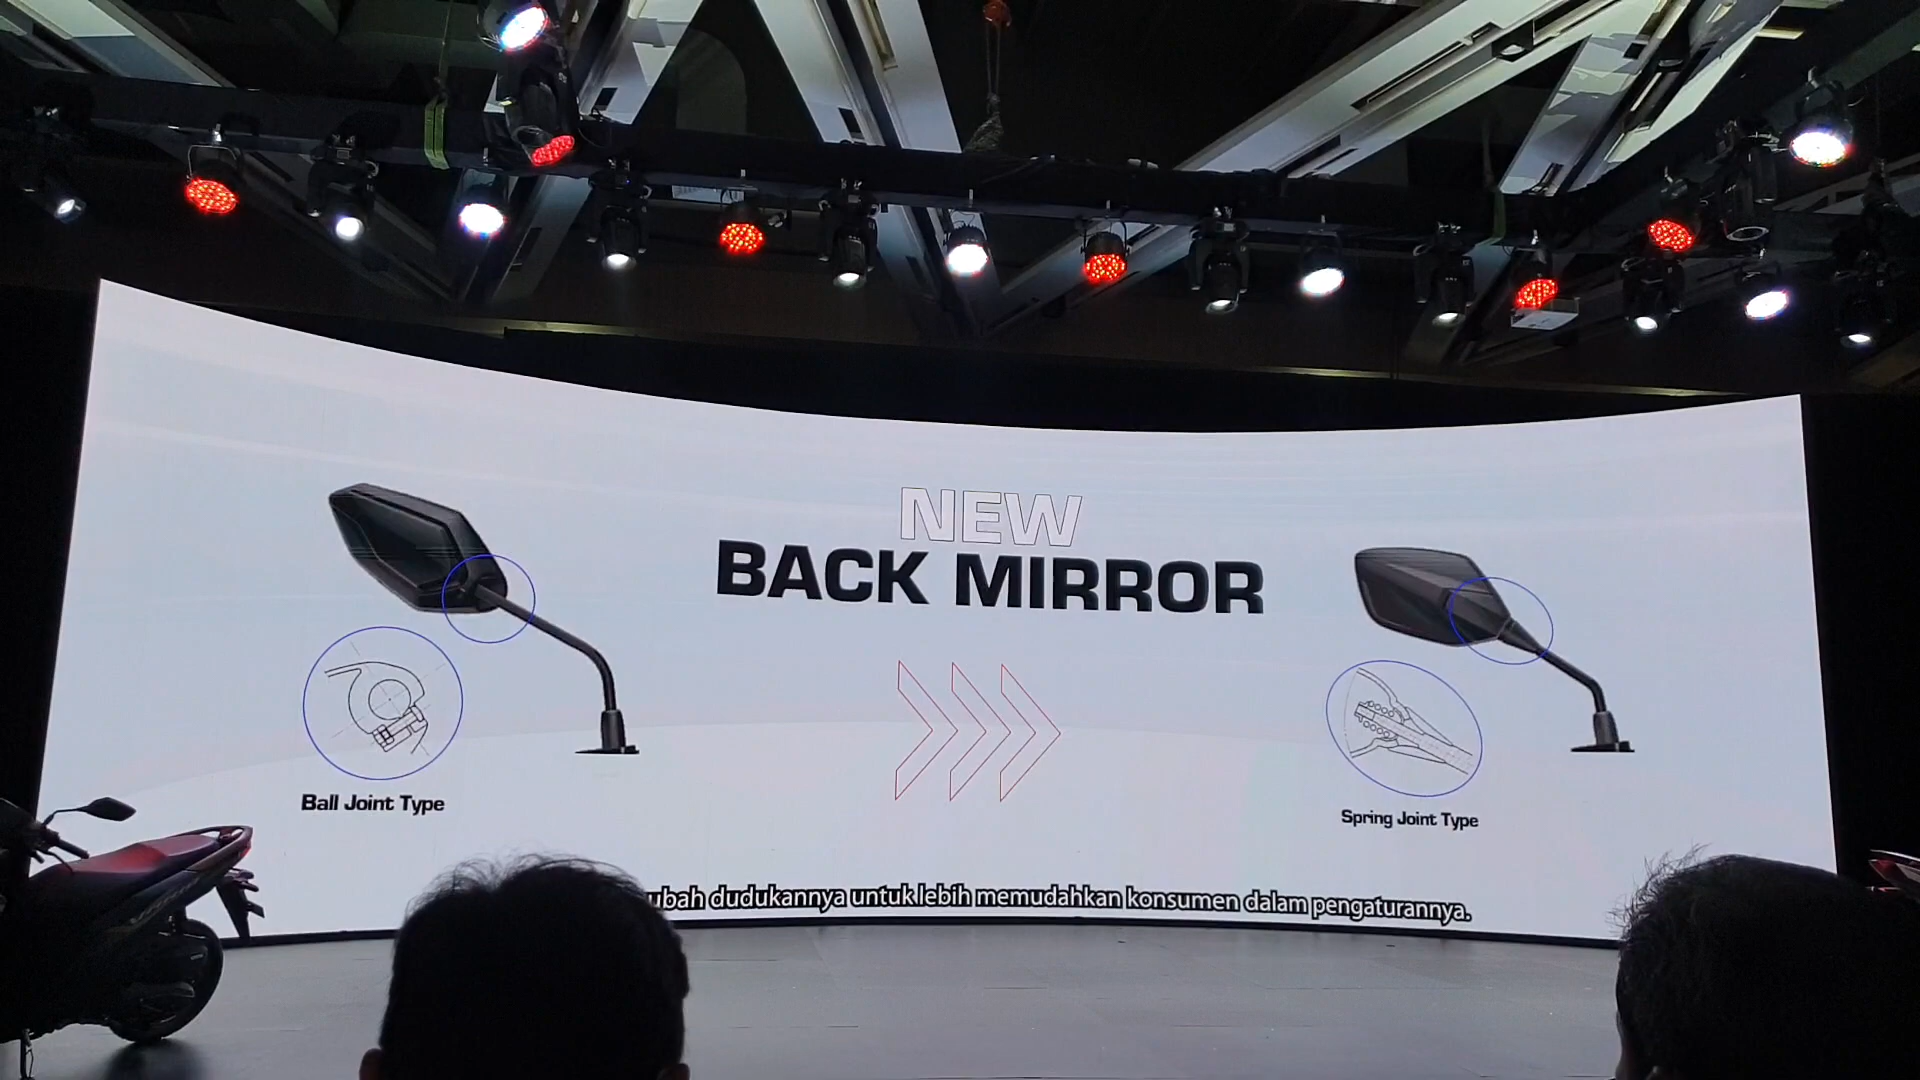 NEW
BACK MIRROR
Ball Joint Type
Spring Joint Type
dudukannya untuk lebih memudahkan konsumen dalam pengaturannya.